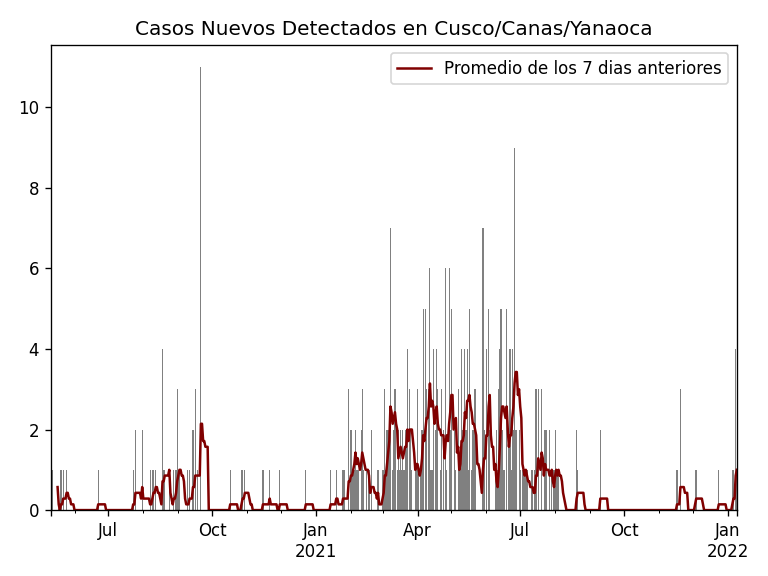 Casos Nuevos Detectados en Cusco/Canas/Yanaoca
Promedio de los 7 dias anteriores
10
8
6
4
2
0
Jul Oct Jan Apr Jul Oct Jan
2021 2022